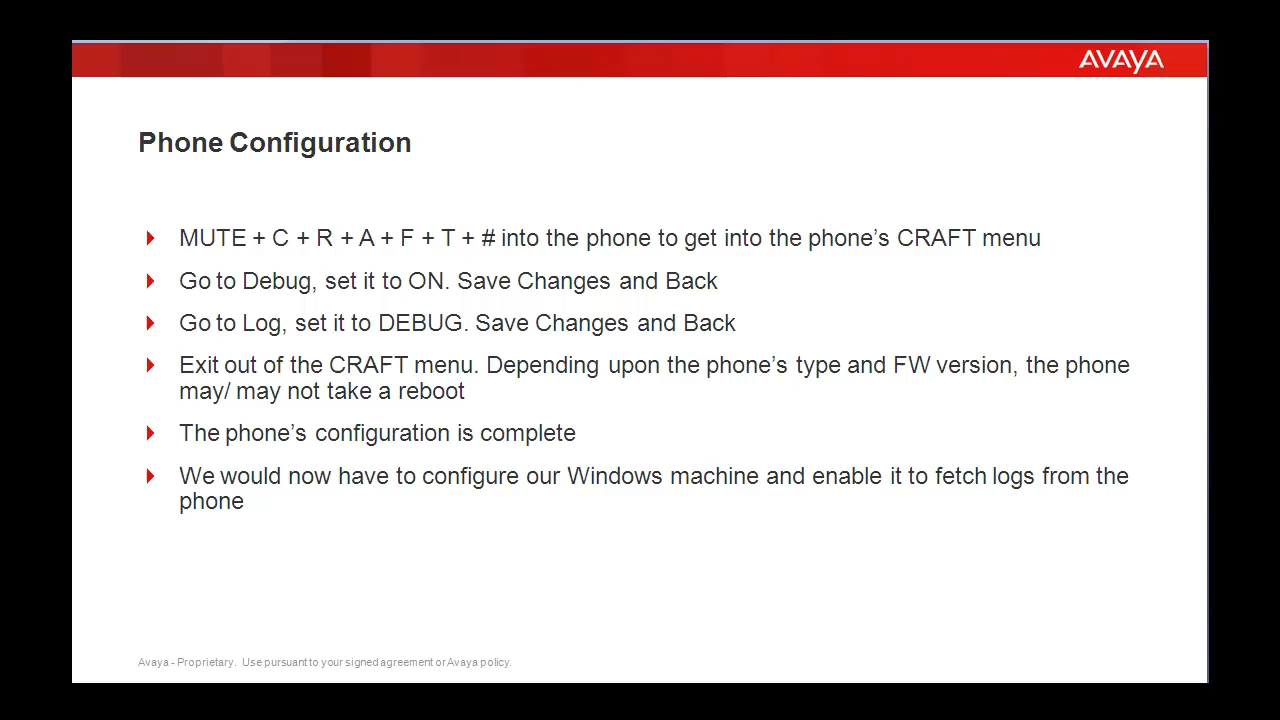 AVAYA
Phone Configuration
MUTE + C + R + A + F + T + # into the phone to get into the phone’s CRAFT menu
Go to Debug, set it to ON. Save Changes and Back
Go to Log, set it to DEBUG. Save Changes and Back
Exit out of the CRAFT menu. Depending upon the phone’s type and FW version, the phone
may/ may not take a reboot
The phone’s configuration is complete
We would now have to configure our Windows machine and enable it to fetch logs from the
phone
Avaya - Proprietary. Use pursuant to your signed agreement or Avaya policy.